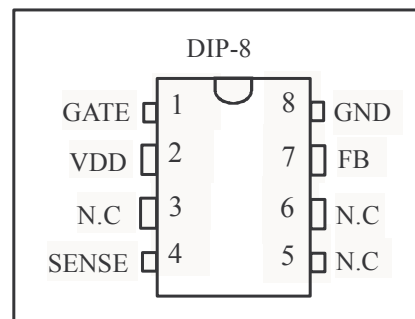 DIP-8
GATE 1 8 GND
VDD 2 7 FB
N.C 3 6 N.C
SENSE 4 5 N.C